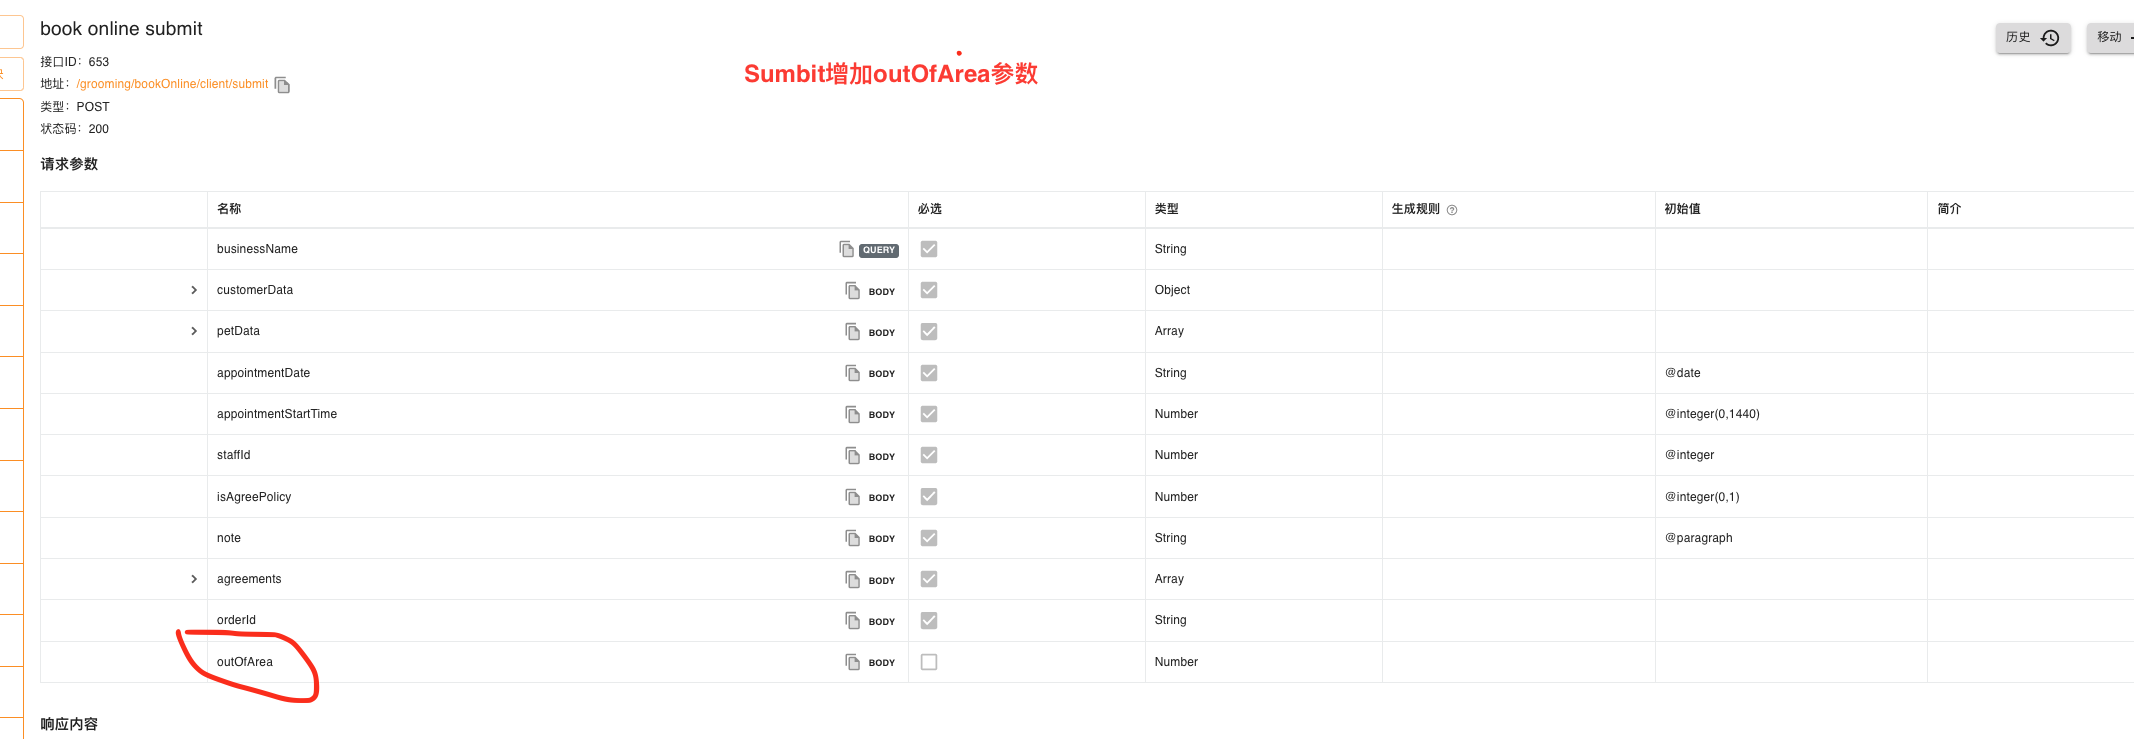 book online submit
历史
移动
接口ID：653
Sumbit增加outOfArea参数
地址：/grooming/bookOnline/client/submit
类型：POST
状态码：200
请求参数
名称 必选 类型 生成规则 初始值 简介
businessName QUERY String
customerData BODY Object
petData BODY Array
appointmentDate BODY String @date
appointmentStartTime BODY Number @integer(0,1440)
staffId BODY Number @integer
isAgreePolicy BODY Number @integer(0,1)
note BODY String @paragraph
agreements BODY Array
orderId BODY String
outOfArea BODY Number
响应内容